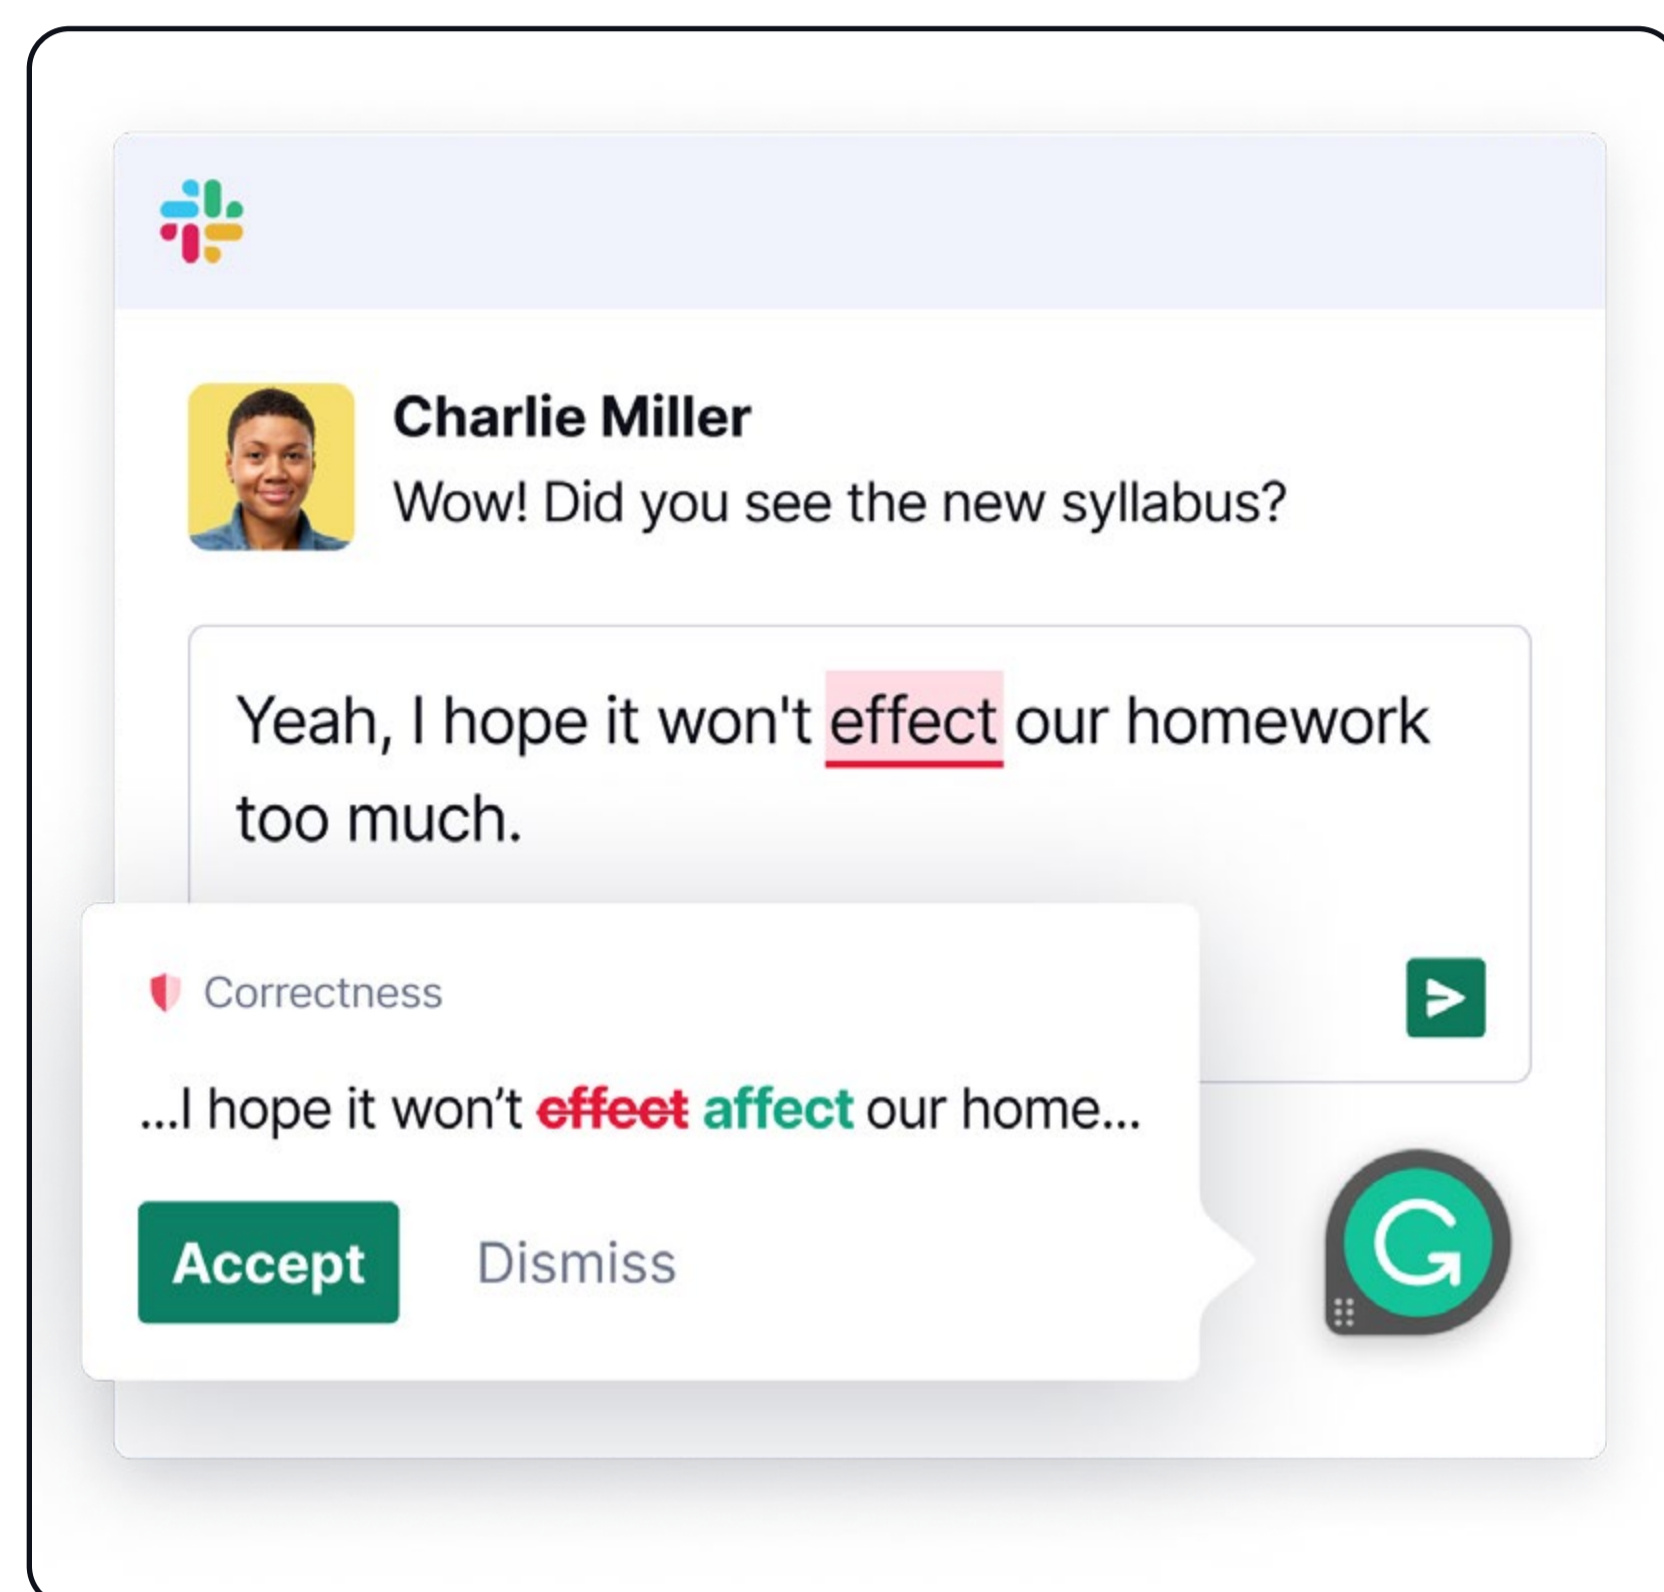 Charlie Miller
Wow! Did you see the new syllabus?
Yeah, I hope it won't effect our homework
too much.
Correctness
...I hope it won’t effect affect our home...
Accept
Dismiss